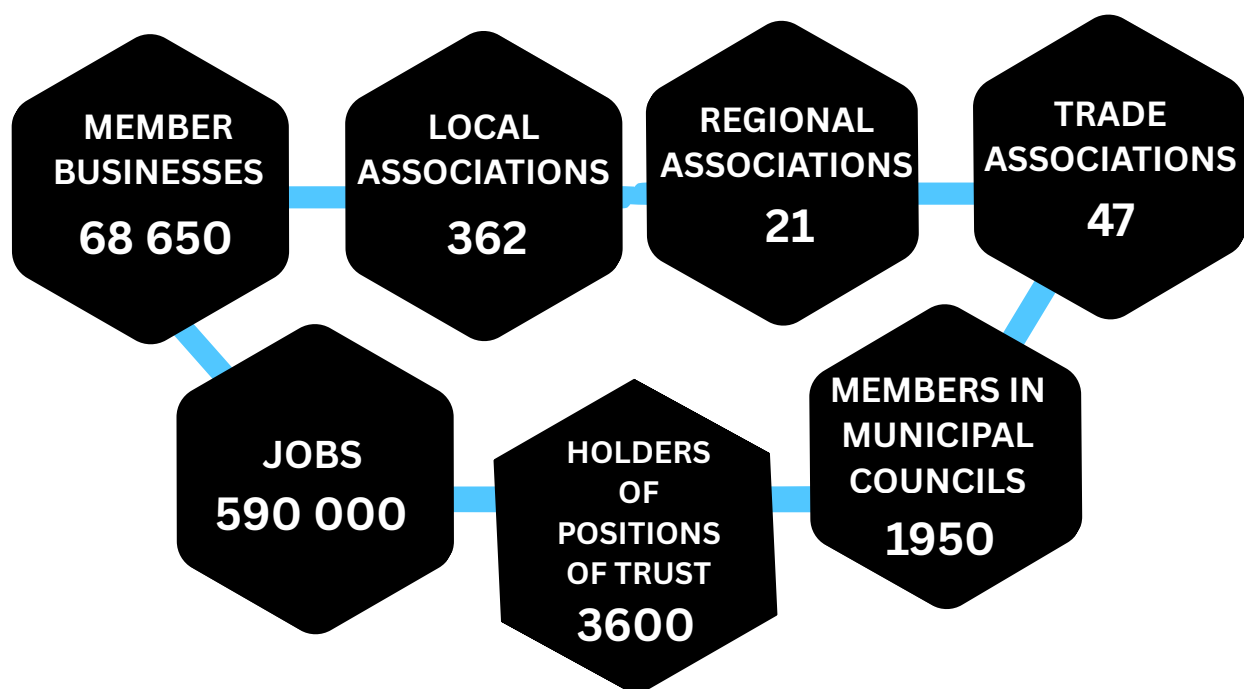 MEMBER
BUSINESSES
68 650
LOCAL
ASSOCIATIONS
362
REGIONAL
ASSOCIATIONS
21
TRADE
ASSOCIATIONS
47
JOBS
590 000
HOLDERS
OF
POSITIONS
OF TRUST
3600
MEMBERS IN
MUNICIPAL
COUNCILS
1950